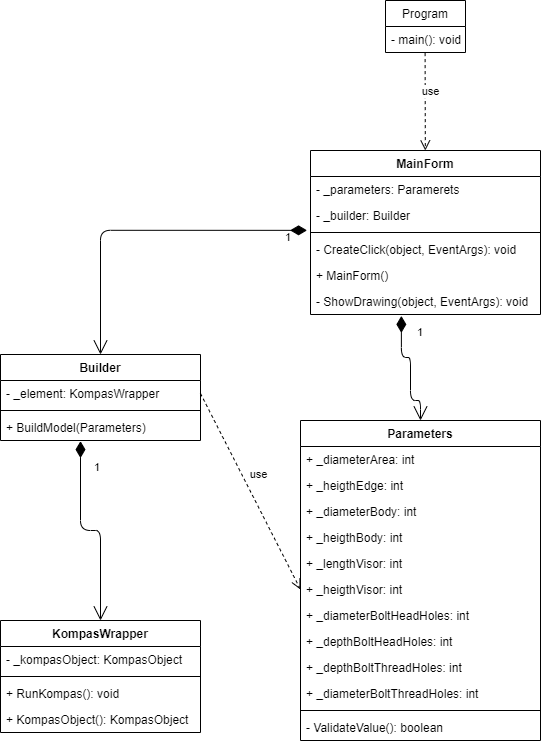 Program
- main(): void
use
MainForm
- _parameters: Paramerets
- _builder: Builder
- CreateClick(object, EventArgs): void
+ MainForm()
- ShowDrawing(object, EventArgs): void
1
1
Builder
- _element: KompasWrapper
+ BuildModel(Parameters)
1
use
Parameters
+ _diameterArea: int
+ _heigthEdge: int
+ _diameterBody: int
+ _heigthBody: int
+ _lengthVisor: int
+ _heigthVisor: int
+ _diameterBoltHeadHoles: int
+ _depthBoltHeadHoles: int
+ _depthBoltThreadHoles: int
+ _diameterBoltThreadHoles: int
- ValidateValue(): boolean
KompasWrapper
- _kompasObject: KompasObject
+ RunKompas(): void
+ KompasObject(): KompasObject